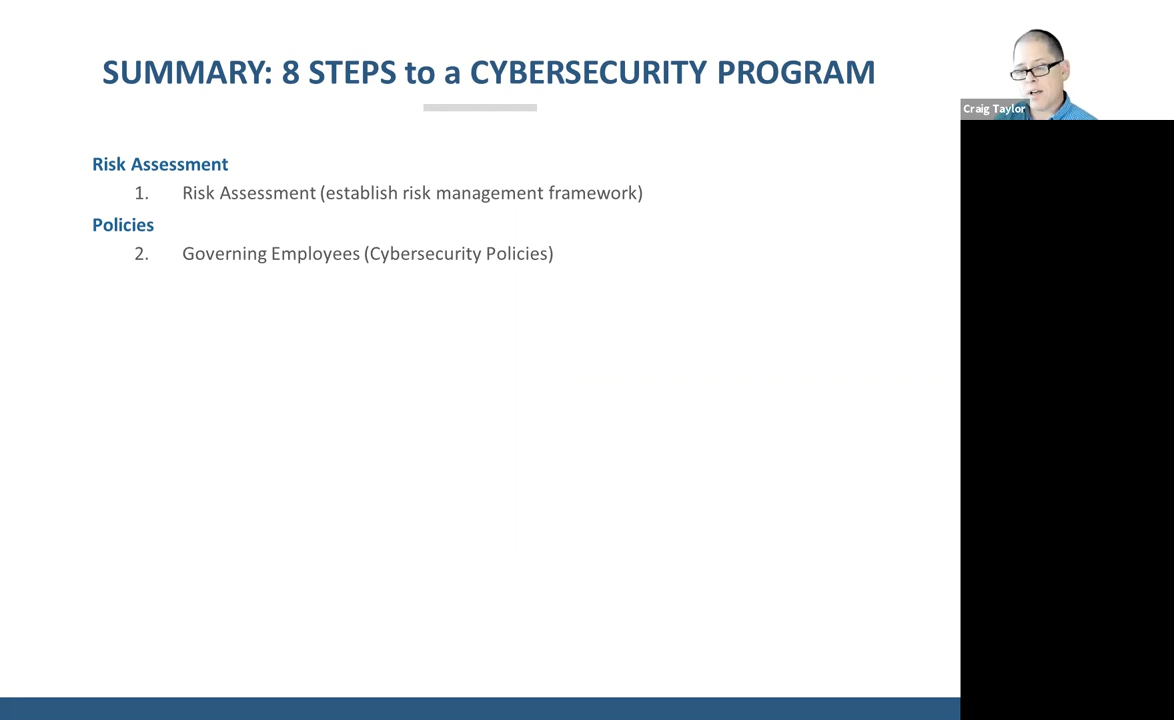 SUMMARY: 8 STEPS to a CYBERSECURITY PROGRAM
Craig Taylor
Risk Assessment
1. Risk Assessment (establish risk management framework)
Policies
2. Governing Employees (Cybersecurity Policies)